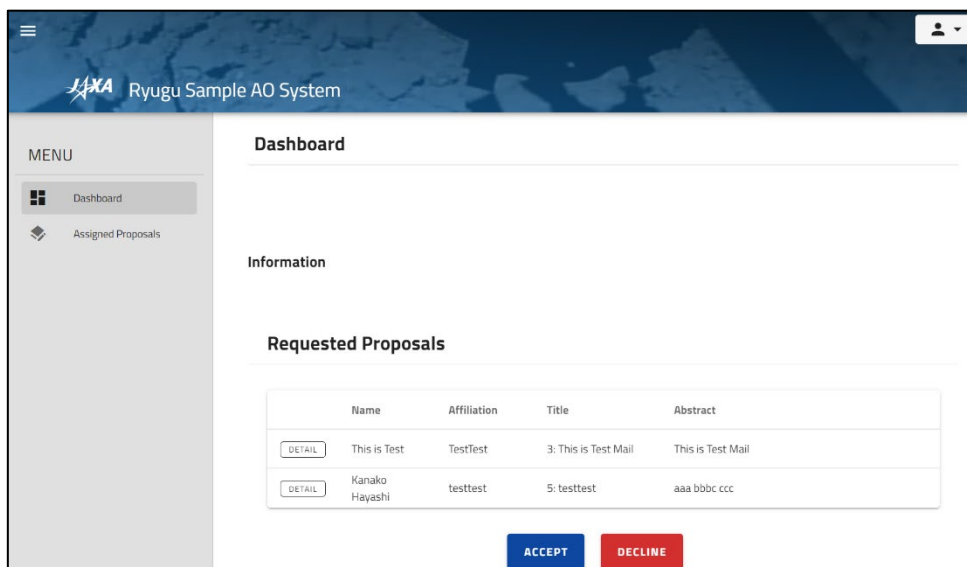 JAXA Ryugu Sample AO System
MENU
Dashboard
Assigned Proposals
Dashboard
Information
Requested Proposals
Name Affiliation Title Abstract
DETAIL This is Test TestTest 3: This is Test Mail This is Test Mail
DETAIL Kanako Hayashi testtest 5: testtest aaa bbbc ccc
ACCEPT DECLINE